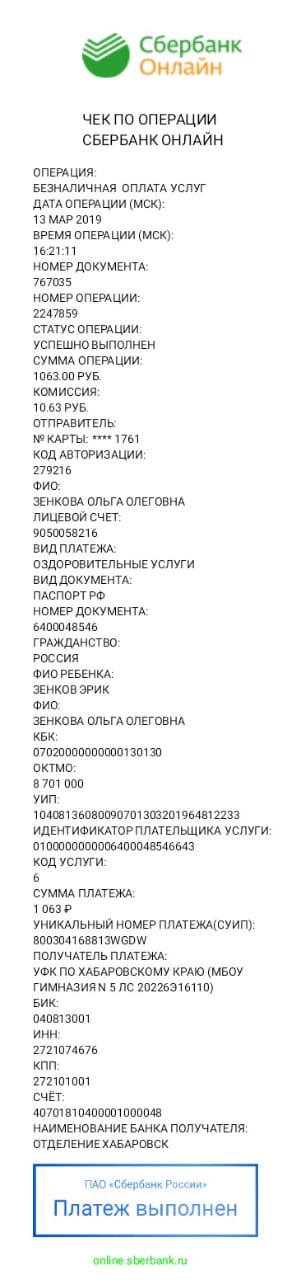 Сбербанк
Онлайн
ЧЕК ПО ОПЕРАЦИИ
СБЕРБАНК ОНЛАЙН
ОПЕРАЦИЯ:
БЕЗНАЛИЧНАЯ ОПЛАТА УСЛУГ
ДАТА ОПЕРАЦИИ (МСК):
13 МАР 2019
ВРЕМЯ ОПЕРАЦИИ (МСК):
16:21:11
НОМЕР ДОКУМЕНТА:
767035
НОМЕР ОПЕРАЦИИ:
2247859
СТАТУС ОПЕРАЦИИ:
УСПЕШНО ВЫПОЛНЕН
СУММА ОПЕРАЦИИ:
1063.00 РУБ.
КОМИССИЯ:
10.63 РУБ.
ОТПРАВИТЕЛЬ:
№ КАРТЫ: **** 1761
КОД АВТОРИЗАЦИИ:
279216
ФИО:
ЗЕНКОВА ОЛЬГА ОЛЕГОВНА
ЛИЦЕВОЙ СЧЕТ:
9050058216
ВИД ПЛАТЕЖА:
ОЗДОРОВИТЕЛЬНЫЕ УСЛУГИ
ВИД ДОКУМЕНТА:
ПАСПОРТ РФ
НОМЕР ДОКУМЕНТА:
6400048546
ГРАЖДАНСТВО:
РОССИЯ
ФИО РЕБЕНКА:
ЗЕНКОВ ЭРИК
ФИО:
ЗЕНКОВА ОЛЬГА ОЛЕГОВНА
КБК:
07020000000000130130
ОКТМО:
8 701 000
УИП:
10408136080090701303201964812233
ИДЕНТИФИКАТОР ПЛАТЕЛЬЩИКА УСЛУГИ:
0100000000006400048546643
КОД УСЛУГИ:
6
СУММА ПЛАТЕЖА:
1 063 ₽
УНИКАЛЬНЫЙ НОМЕР ПЛАТЕЖА(СУИП):
800304168813WGDW
ПОЛУЧАТЕЛЬ ПЛАТЕЖА:
УФК ПО ХАБАРОВСКОМУ КРАЮ (МБОУ
ГИМНАЗИЯ N 5 ЛС 20226Э16110)
БИК:
040813001
ИНН:
2721074676
КПП:
272101001
СЧЁТ:
40701810400001000048
НАИМЕНОВАНИЕ БАНКА ПОЛУЧАТЕЛЯ:
ОТДЕЛЕНИЕ ХАБАРОВСК
ПАО «Сбербанк России»
Платеж выполнен
online.sberbank.ru